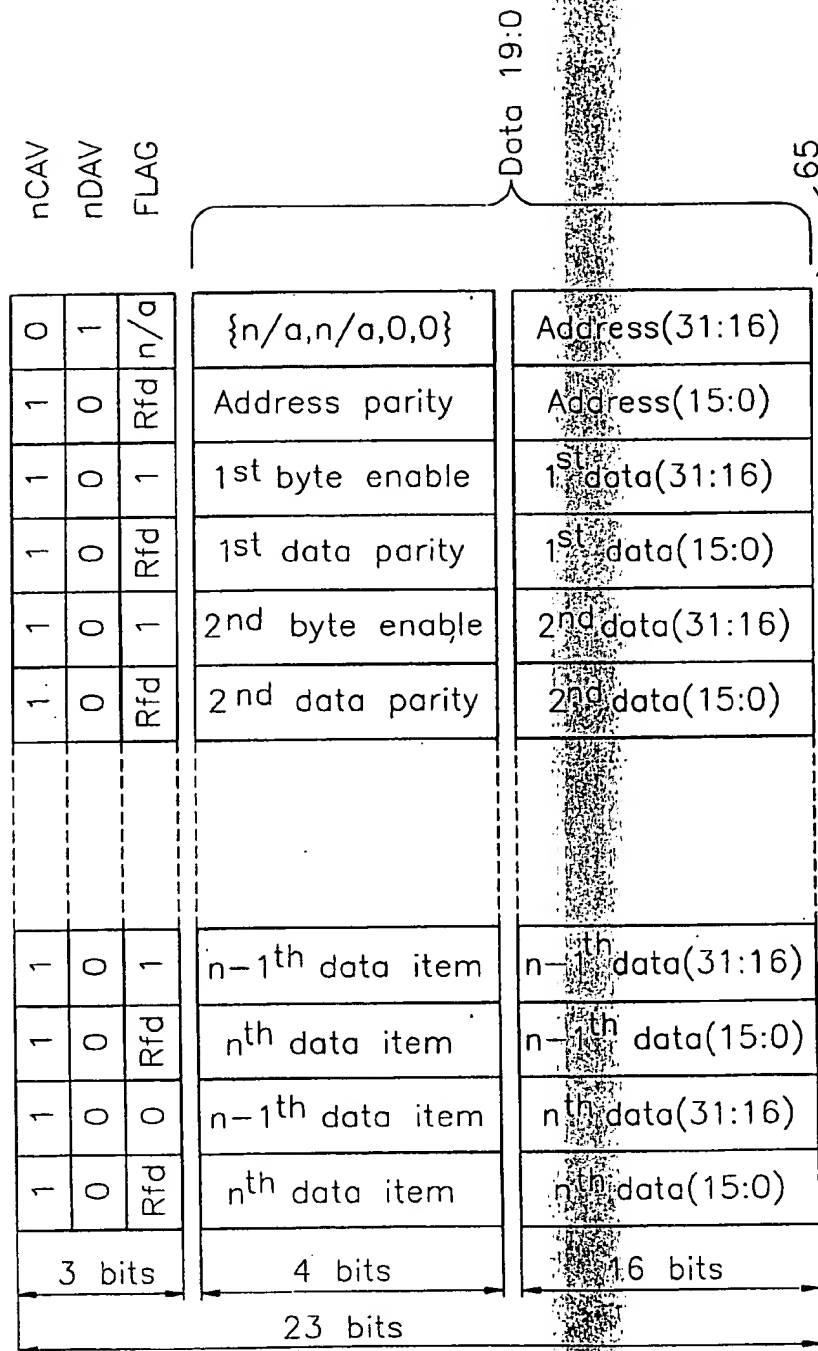 nCAV nDAV FLAG
Data 19:0
65
0 1 n/a {n/a,n/a,0,0} Address(31:16)
1 0 Rfd Address parity Address(15:0)
1 0 1 1st byte enable 1st data(31:16)
1 0 Rfd 1st data parity 1st data(15:0)
1 0 1 2nd byte enable 2nd data(31:16)
1 0 Rfd 2nd data parity 2nd data(15:0)
1 0 1 n-1th data item n-1th data(31:16)
1 0 Rfd nth data item n-1th data(15:0)
1 0 0 n-1th data item nth data(31:16)
1 0 Rfd nth data item nth data(15:0)
3 bits 4 bits 16 bits
23 bits